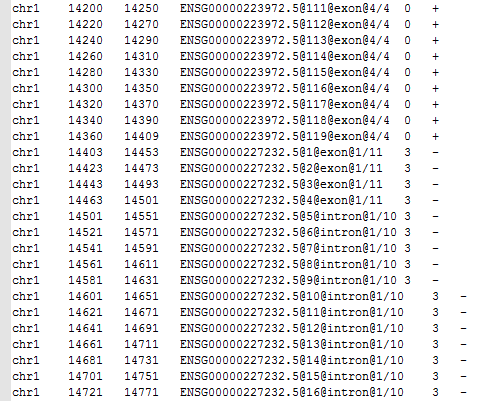 chr1 14200 14250 ENSG00000223972.5@111@exon@4/4 0 +
chr1 14220 14270 ENSG00000223972.5@112@exon@4/4 0 +
chr1 14240 14290 ENSG00000223972.5@113@exon@4/4 0 +
chr1 14260 14310 ENSG00000223972.5@114@exon@4/4 0 +
chr1 14280 14330 ENSG00000223972.5@115@exon@4/4 0 +
chr1 14300 14350 ENSG00000223972.5@116@exon@4/4 0 +
chr1 14320 14370 ENSG00000223972.5@117@exon@4/4 0 +
chr1 14340 14390 ENSG00000223972.5@118@exon@4/4 0 +
chr1 14360 14409 ENSG00000223972.5@119@exon@4/4 0 +
chr1 14403 14453 ENSG00000227232.5@1@exon@1/11 3 -
chr1 14423 14473 ENSG00000227232.5@2@exon@1/11 3 -
chr1 14443 14493 ENSG00000227232.5@3@exon@1/11 3 -
chr1 14463 14501 ENSG00000227232.5@4@exon@1/11 3 -
chr1 14501 14551 ENSG00000227232.5@5@intron@1/10 3 -
chr1 14521 14571 ENSG00000227232.5@6@intron@1/10 3 -
chr1 14541 14591 ENSG00000227232.5@7@intron@1/10 3 -
chr1 14561 14611 ENSG00000227232.5@8@intron@1/10 3 -
chr1 14581 14631 ENSG00000227232.5@9@intron@1/10 3 -
chr1 14601 14651 ENSG00000227232.5@10@intron@1/10 3 -
chr1 14621 14671 ENSG00000227232.5@11@intron@1/10 3 -
chr1 14641 14691 ENSG00000227232.5@12@intron@1/10 3 -
chr1 14661 14711 ENSG00000227232.5@13@intron@1/10 3 -
chr1 14681 14731 ENSG00000227232.5@14@intron@1/10 3 -
chr1 14701 14751 ENSG00000227232.5@15@intron@1/10 3 -
chr1 14721 14771 ENSG00000227232.5@16@intron@1/10 3 -